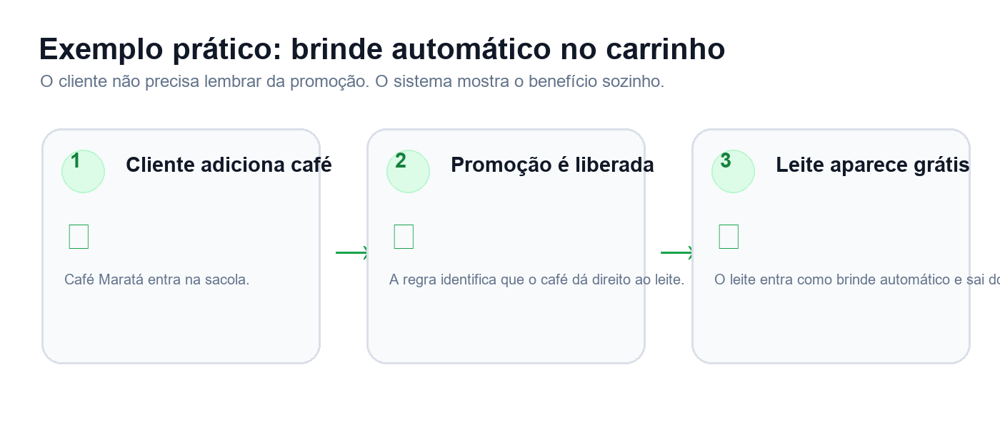 Exemplo prático: brinde automático no carrinho
O cliente não precisa lembrar da promoção. O sistema mostra o benefício sozinho.
1
Cliente adiciona café
Café Maratá entra na sacola.
2
Promoção é liberada
A regra identifica que o café dá direito ao leite.
3
Leite aparece grátis
O leite entra como brinde automático e sai